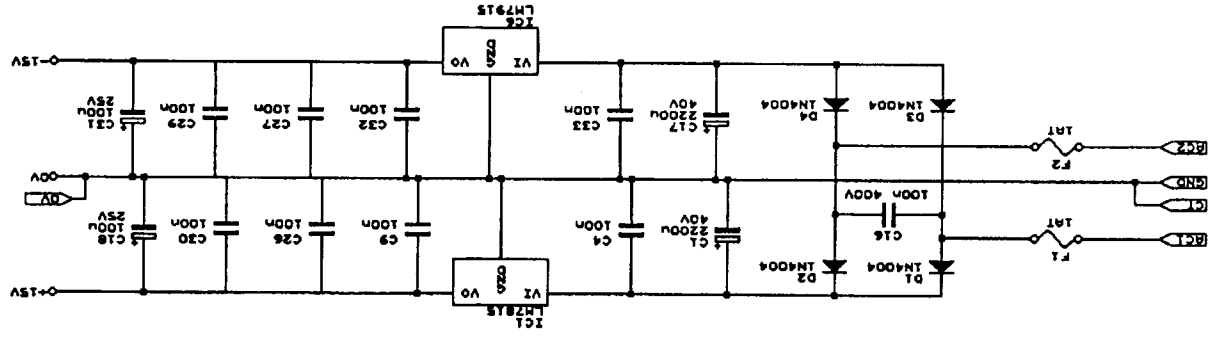 IC1
LM7815
VI
VO
GND
+15V
D1
1N4004
D2
1N4004
AC1
F1
1AT
C16
100n
400V
C1
2200u
40V
C4
100n
C9
100n
C26
100n
C30
100n
C18
100u
25V
CT
GND
0V
0V
AC2
F2
1AT
D3
1N4004
D4
1N4004
C17
2200u
40V
C33
100n
C32
100n
C27
100n
C29
100n
C31
100u
25V
VI
VO
GND
-15V
IC6
LM7915